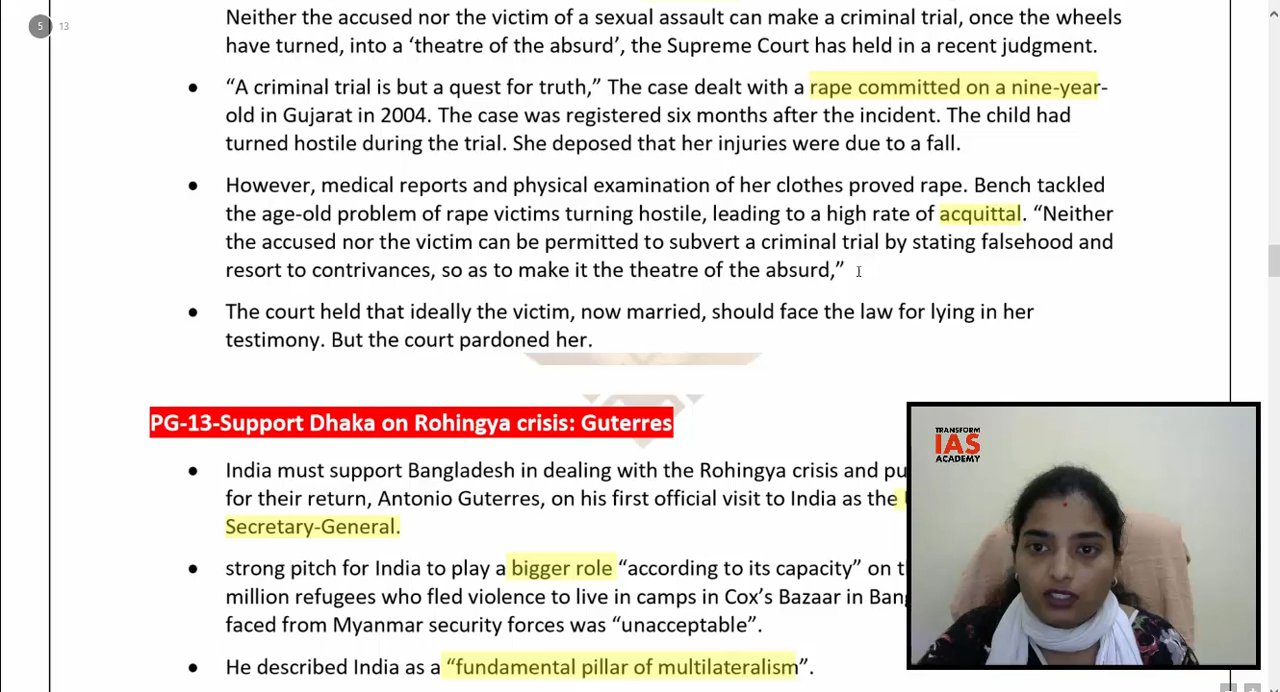 5 13
Neither the accused nor the victim of a sexual assault can make a criminal trial, once the wheels
have turned, into a ‘theatre of the absurd’, the Supreme Court has held in a recent judgment.
• “A criminal trial is but a quest for truth,” The case dealt with a rape committed on a nine-year-
old in Gujarat in 2004. The case was registered six months after the incident. The child had
turned hostile during the trial. She deposed that her injuries were due to a fall.
• However, medical reports and physical examination of her clothes proved rape. Bench tackled
the age-old problem of rape victims turning hostile, leading to a high rate of acquittal. “Neither
the accused nor the victim can be permitted to subvert a criminal trial by stating falsehood and
resort to contrivances, so as to make it the theatre of the absurd,”
• The court held that ideally the victim, now married, should face the law for lying in her
testimony. But the court pardoned her.
PG-13-Support Dhaka on Rohingya crisis: Guterres
• India must support Bangladesh in dealing with the Rohingya crisis and pu
for their return, Antonio Guterres, on his first official visit to India as the
Secretary-General.
• strong pitch for India to play a bigger role “according to its capacity” on t
million refugees who fled violence to live in camps in Cox’s Bazaar in Ban
faced from Myanmar security forces was “unacceptable”.
• He described India as a “fundamental pillar of multilateralism”.
TRANSFORM
IAS
ACADEMY